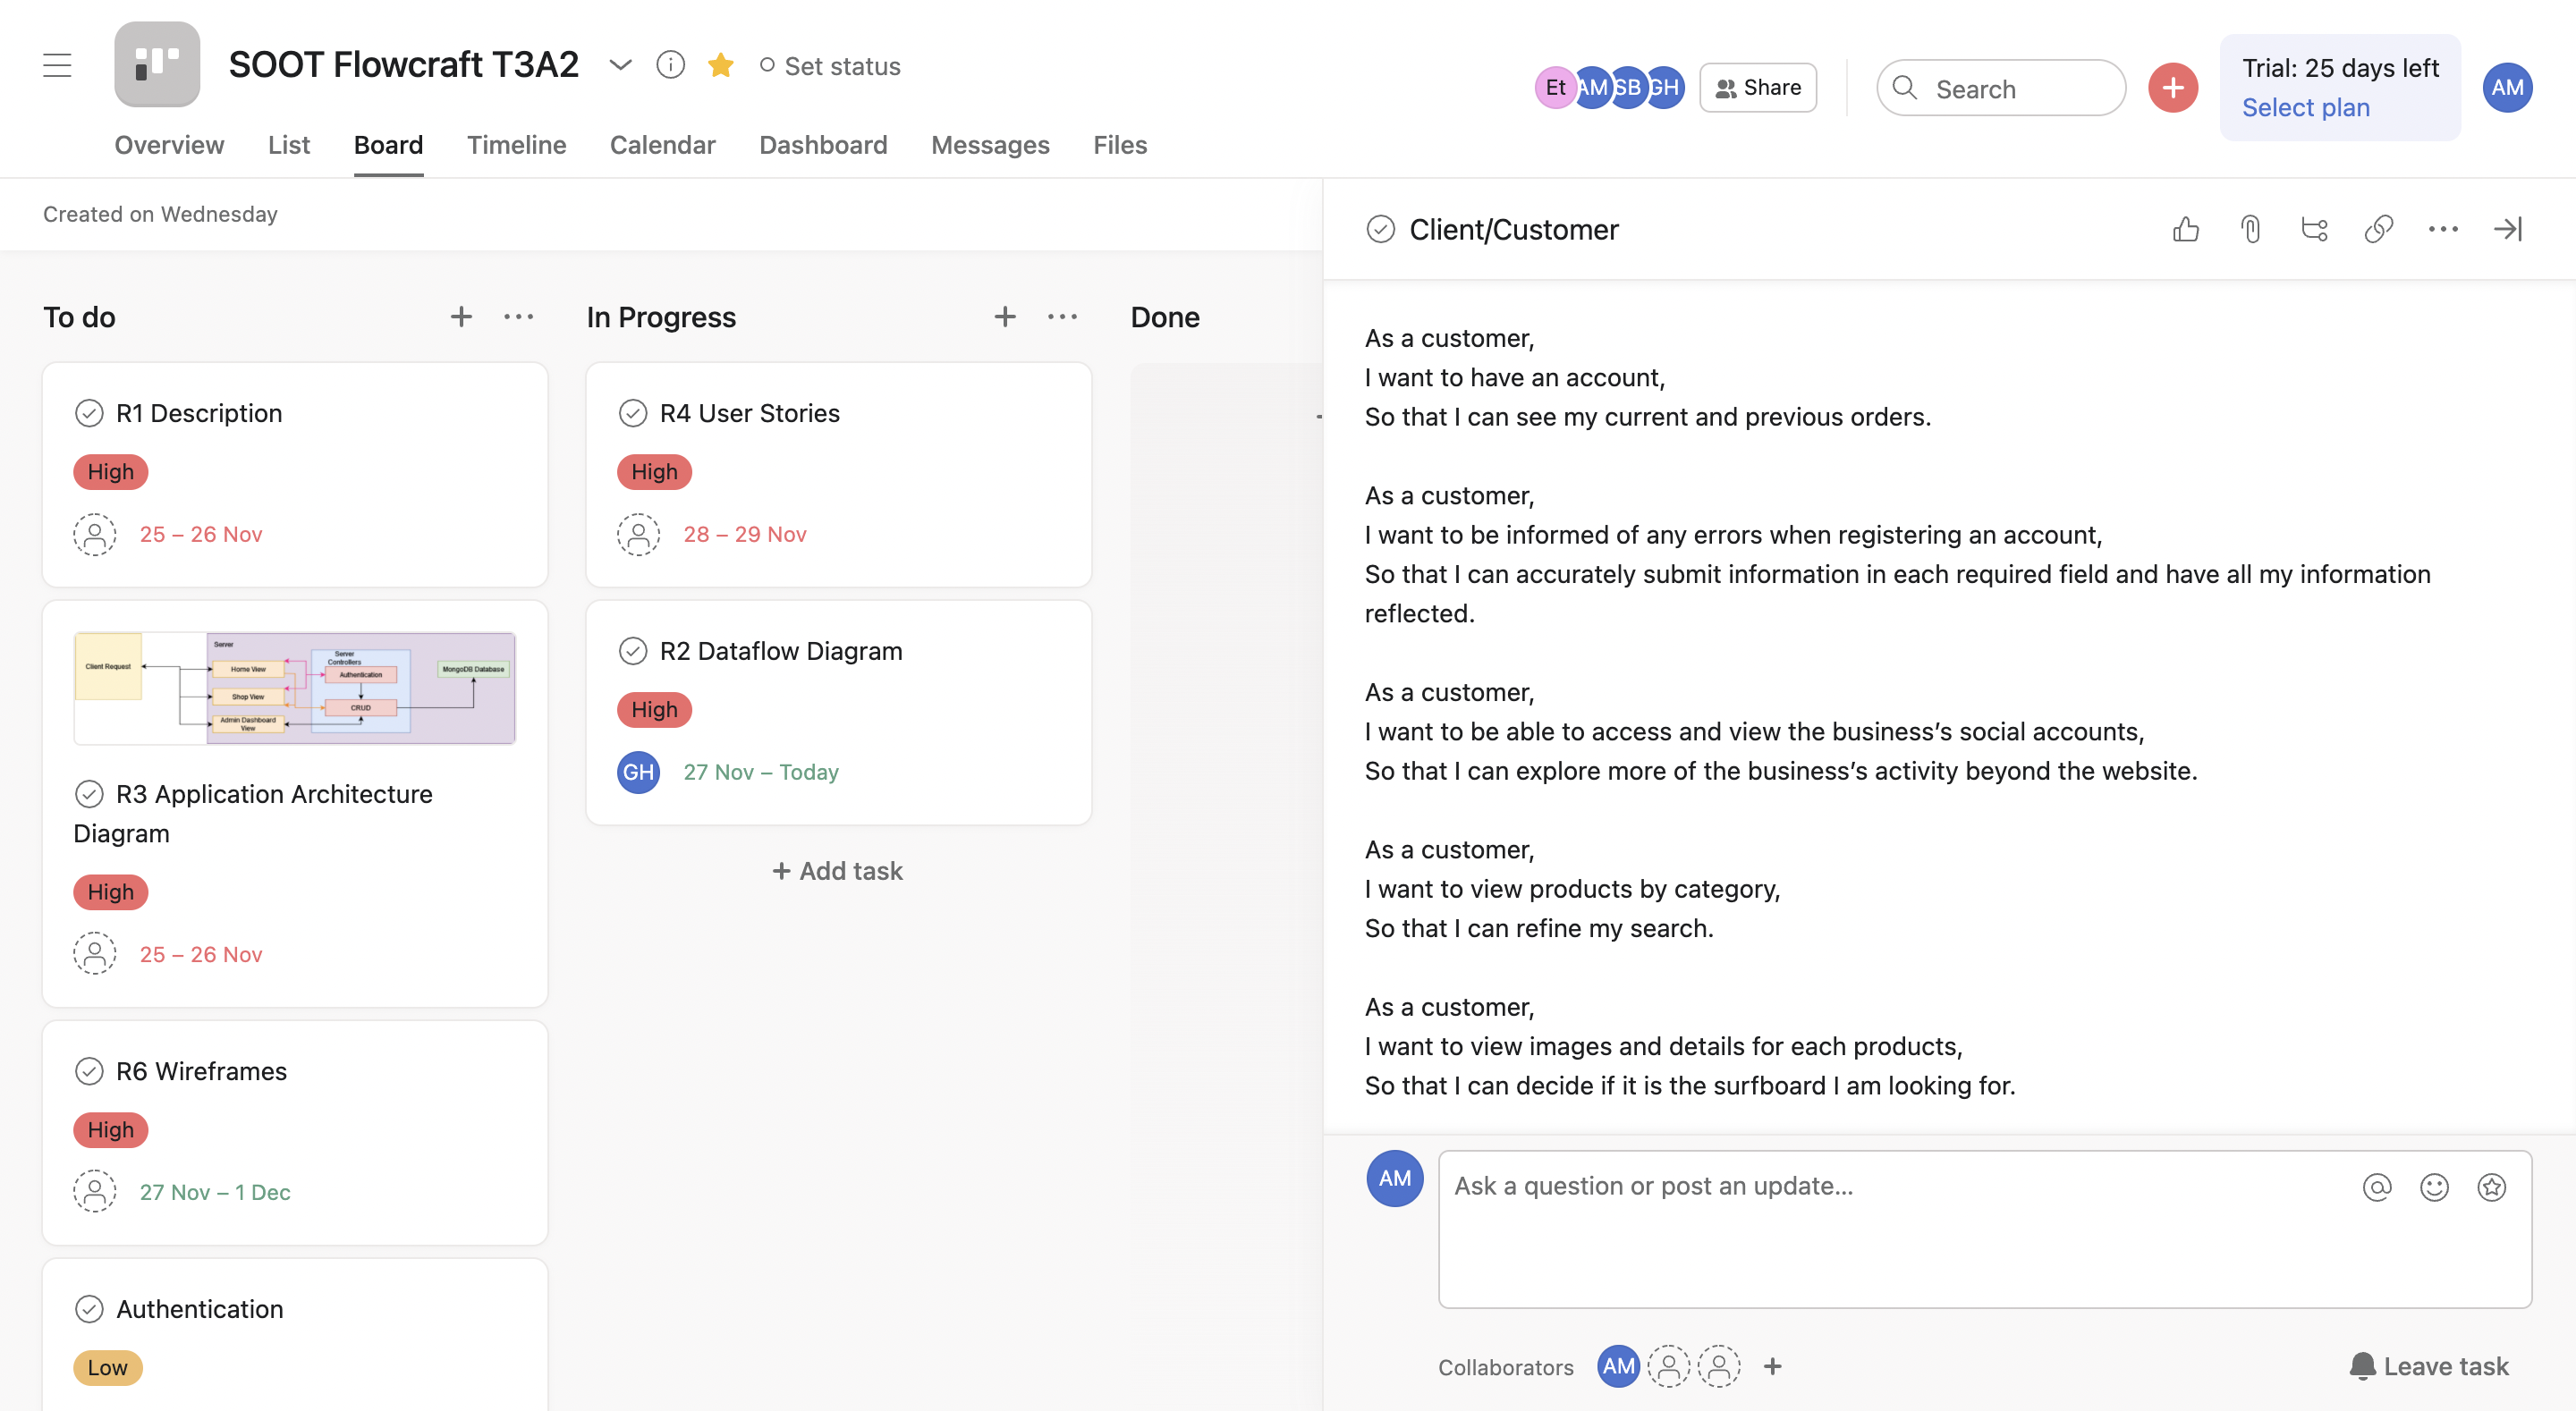 SOOT Flowcraft T3A2
Set status
Et AM SB GH
Share
Search
Trial: 25 days left
Select plan
AM
Overview List Board Timeline Calendar Dashboard Messages Files
Created on Wednesday
To do
R1 Description
High
25 – 26 Nov
Client Request
Server
Home View
Shop View
Admin Dashboard
View
Server
Controllers
Authentication
CRUD
MongoDB Database
R3 Application Architecture
Diagram
High
25 – 26 Nov
R6 Wireframes
High
27 Nov – 1 Dec
Authentication
Low
In Progress
R4 User Stories
High
28 – 29 Nov
R2 Dataflow Diagram
High
GH 27 Nov – Today
+ Add task
Done
Client/Customer
As a customer,
I want to have an account,
So that I can see my current and previous orders.
As a customer,
I want to be informed of any errors when registering an account,
So that I can accurately submit information in each required field and have all my information
reflected.
As a customer,
I want to be able to access and view the business’s social accounts,
So that I can explore more of the business’s activity beyond the website.
As a customer,
I want to view products by category,
So that I can refine my search.
As a customer,
I want to view images and details for each products,
So that I can decide if it is the surfboard I am looking for.
AM
Ask a question or post an update...
Collaborators AM
Leave task